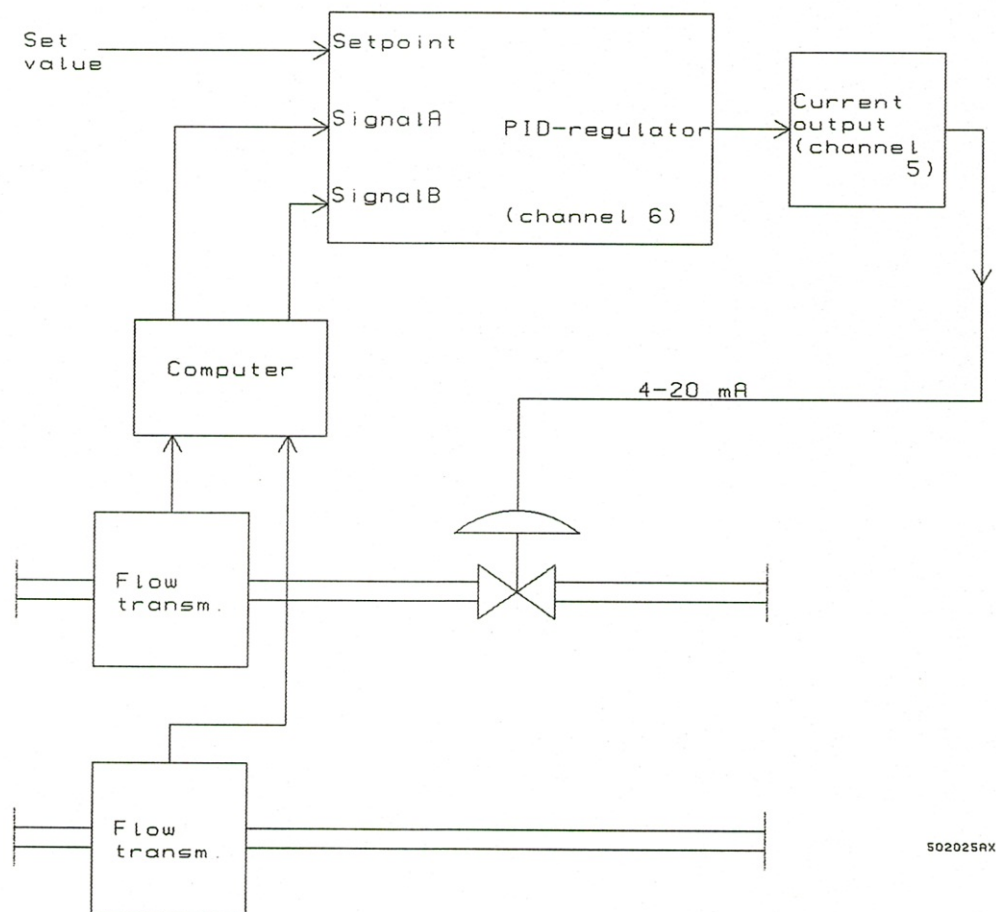 Set
value
Setpoint
SignalA
PID-regulator
SignalB
(channel 6)
Current
output
(channel
5)
Computer
4-20 mA
Flow
transm.
Flow
transm.
502025AX